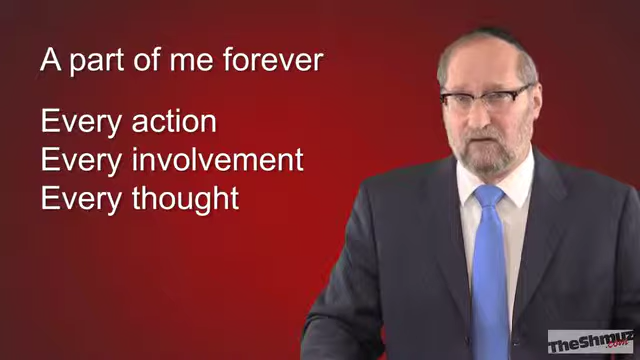 A part of me forever
Every action
Every involvement
Every thought
TheShmuz
.com